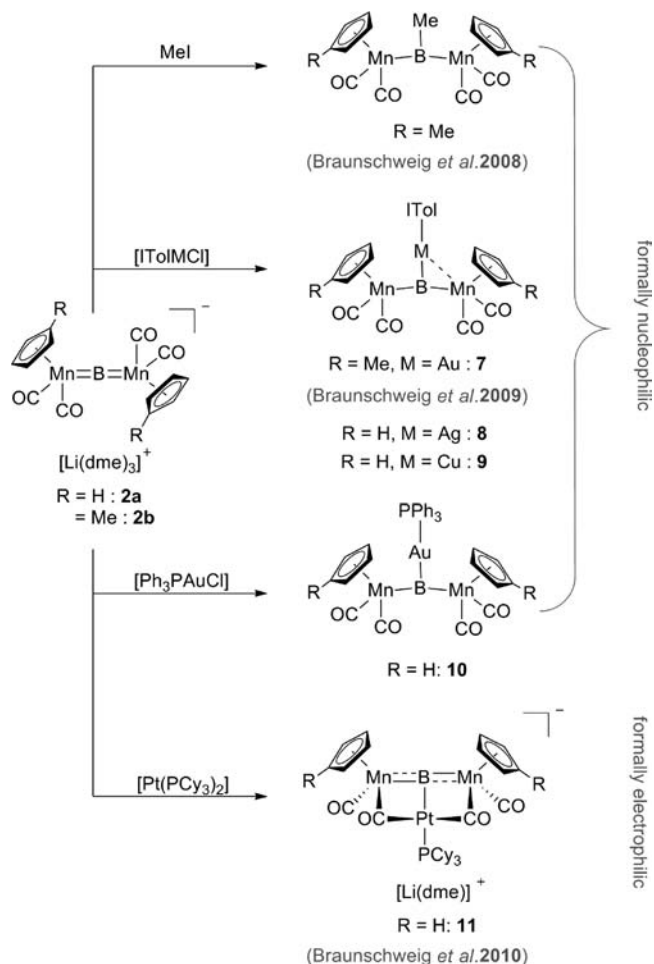 MeI
Me
R
Mn
B
Mn
R
OC
CO
OC
CO
R = Me
(Braunschweig et al.2008)
[ITolMCl]
ITol
M
R
Mn
B
Mn
R
OC
CO
OC
CO
R = Me, M = Au : 7
(Braunschweig et al.2009)
R = H, M = Ag : 8
R = H, M = Cu : 9
formally nucleophilic
R
−
CO
CO
Mn=B=Mn
OC
CO
R
[Li(dme)3]+
R = H : 2a
= Me : 2b
[Ph3PAuCl]
PPh3
Au
R
Mn
B
Mn
R
OC
CO
OC
CO
R = H: 10
[Pt(PCy3)2]
−
R
Mn
B
Mn
R
OC
OC
Pt
CO
CO
PCy3
[Li(dme)]+
R = H: 11
(Braunschweig et al.2010)
formally electrophilic